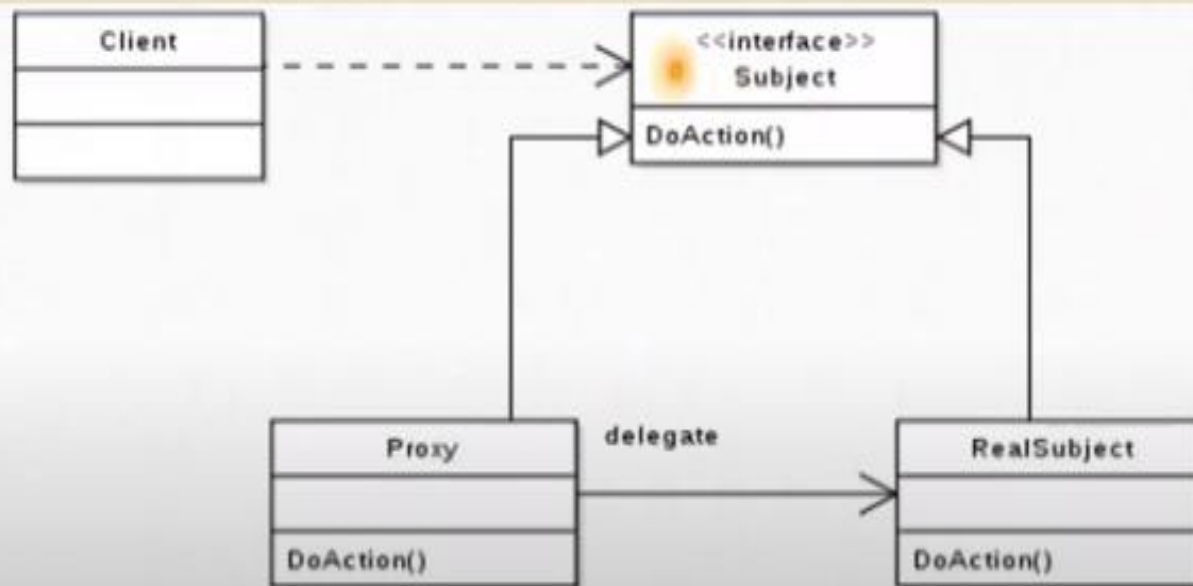 Client
<<interface>>
Subject
DoAction()
Proxy
delegate
RealSubject
DoAction()
DoAction()